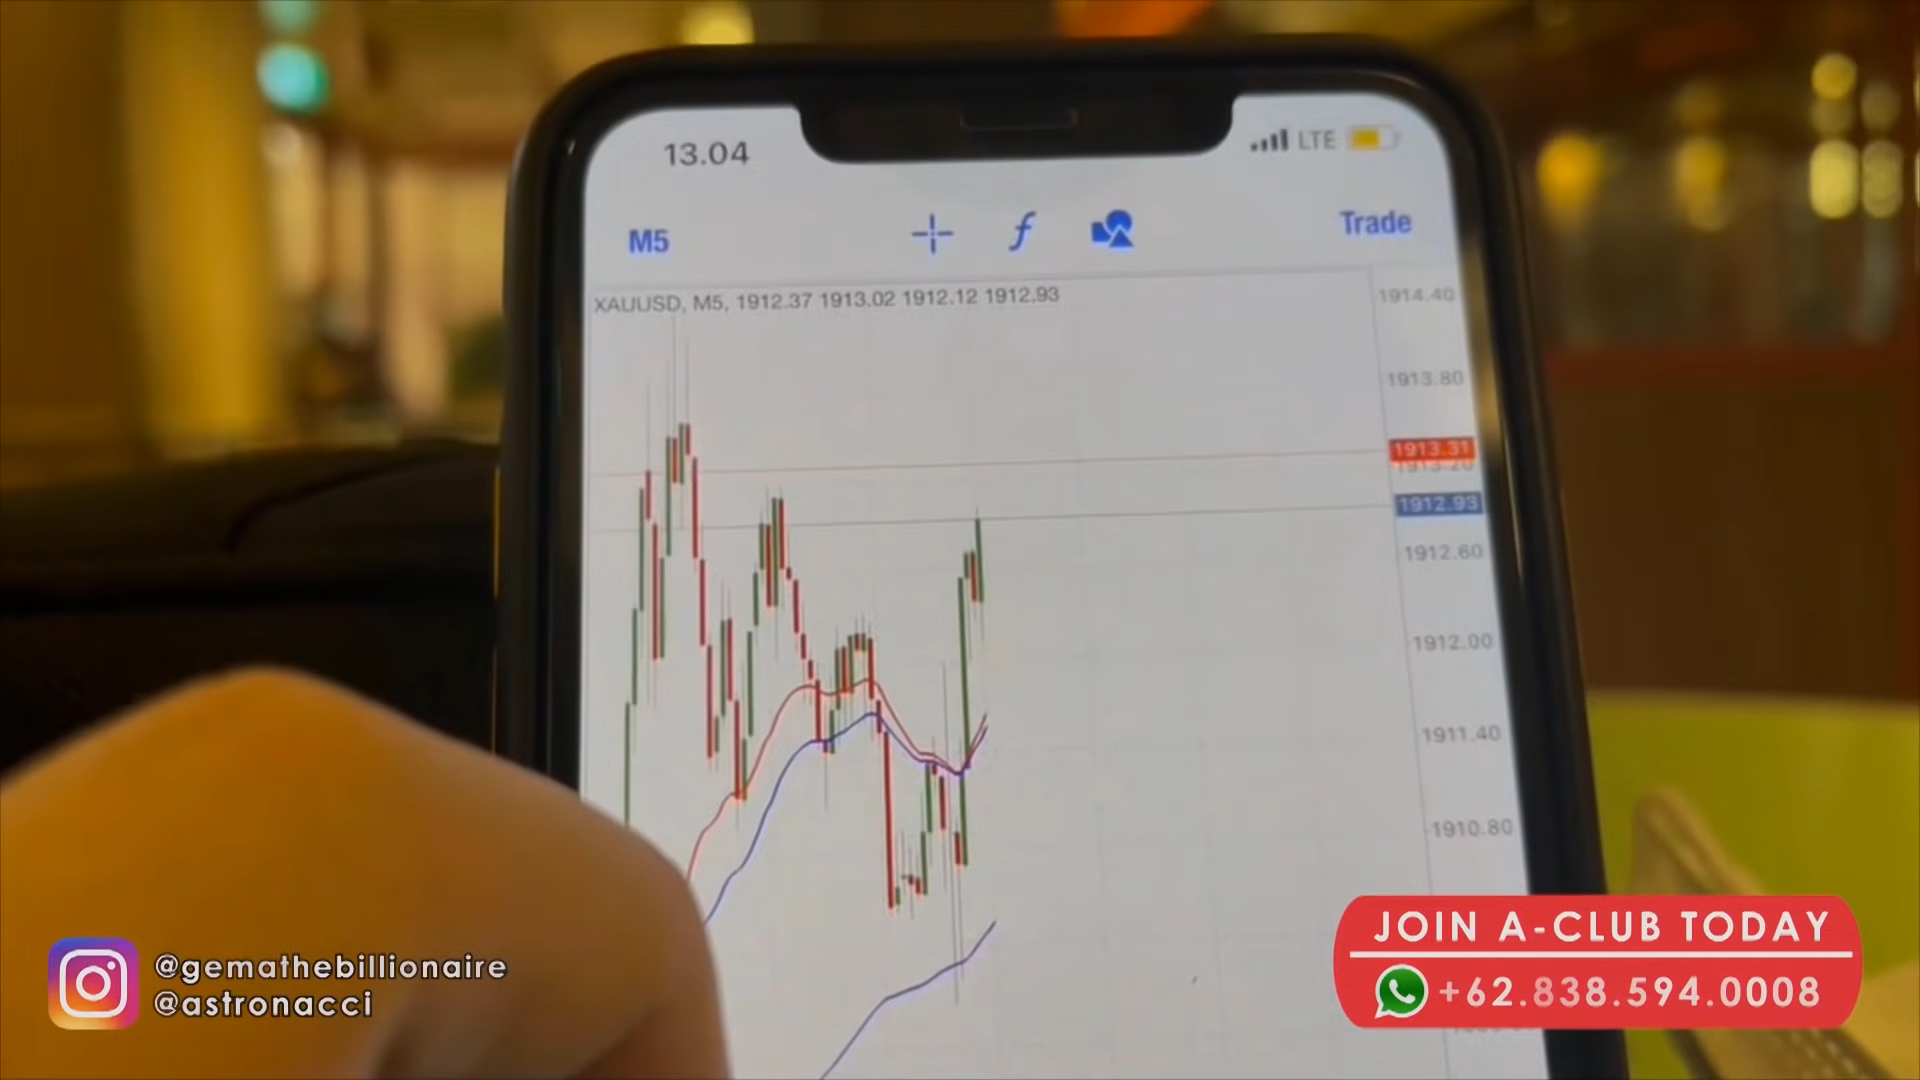 13.04
LTE
M5
Trade
XAUUSD, M5, 1912.37 1913.02 1912.12 1912.93
1914.40
1913.80
1913.31
1913.20
1912.93
1912.60
1912.00
1911.40
1910.80
@gemathebillionaire
@astronacci
JOIN A-CLUB TODAY
+62.838.594.0008